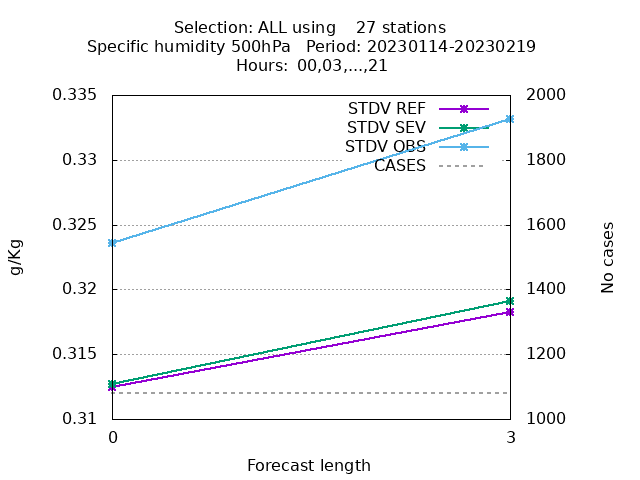 Selection: ALL using    27 stations
Specific humidity 500hPa   Period: 20230114-20230219
Hours:  00,03,...,21
0.335
0.33
0.325
0.32
0.315
0.31
2000
1800
1600
1400
1200
1000
STDV REF
STDV SEV
STDV OBS
CASES
g/Kg
No cases
0
3
Forecast length